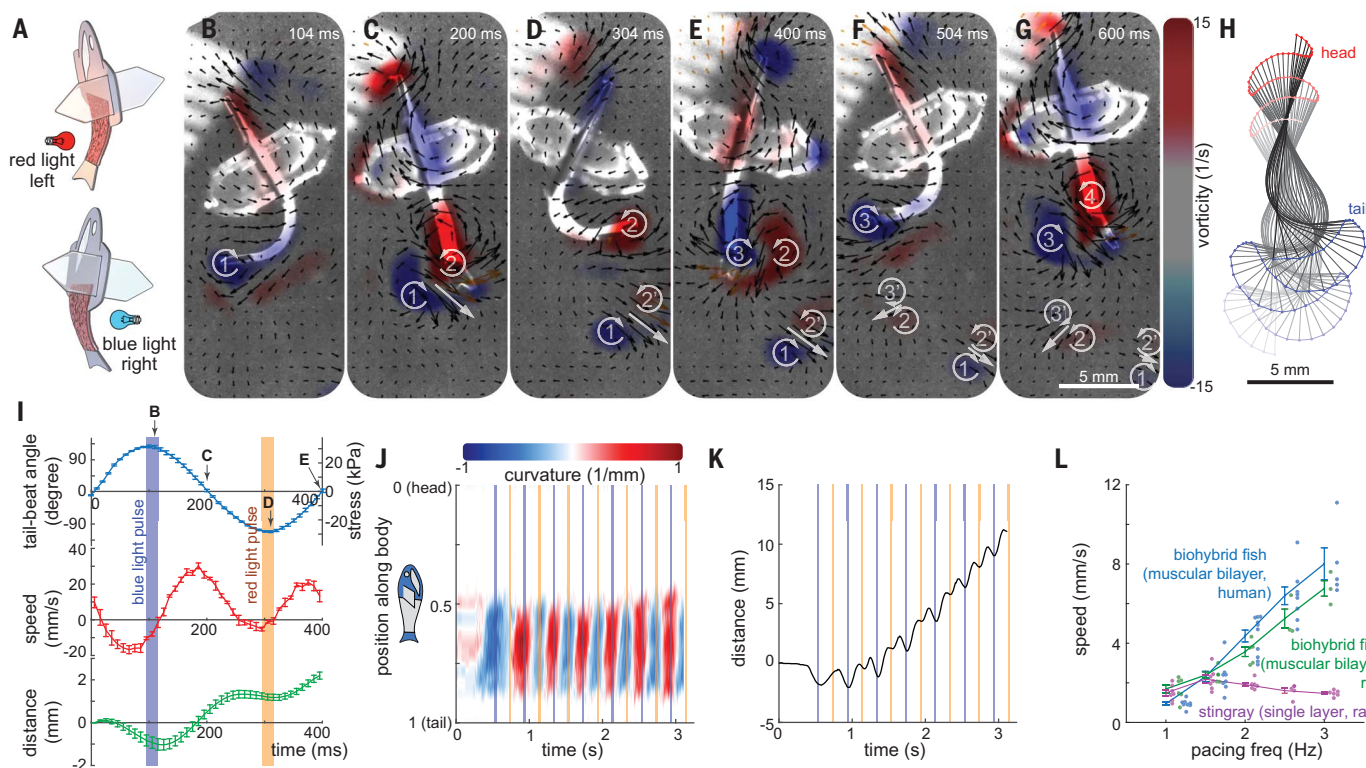 A
red light
left
blue light
right
B
104 ms
1
C
200 ms
1
2
D
304 ms
2
2'
1
E
400 ms
3
2
2'
1
F
504 ms
3
3'
2
2'
1
G
600 ms
4
3
3'
2
2'
1
5 mm
15
vorticity (1/s)
-15
H
head
tail
5 mm
I
B
C
D
E
tail-beat angle
(degree)
90
0
-90
0
200
400
20
0
-20
stress (kPa)
blue light pulse
red light pulse
speed
(mm/s)
40
20
0
-20
200
400
distance
(mm)
2
0
-2
200
400
time (ms)
J
-1
1
curvature (1/mm)
position along body
0 (head)
0.5
1 (tail)
0
1
2
3
time (s)
K
distance (mm)
15
10
5
0
-5
0
1
2
3
time (s)
L
speed (mm/s)
12
8
4
0
1
2
3
pacing freq (Hz)
biohybrid fish
(muscular bilayer,
human)
biohybrid
(muscular
stingray (single layer,